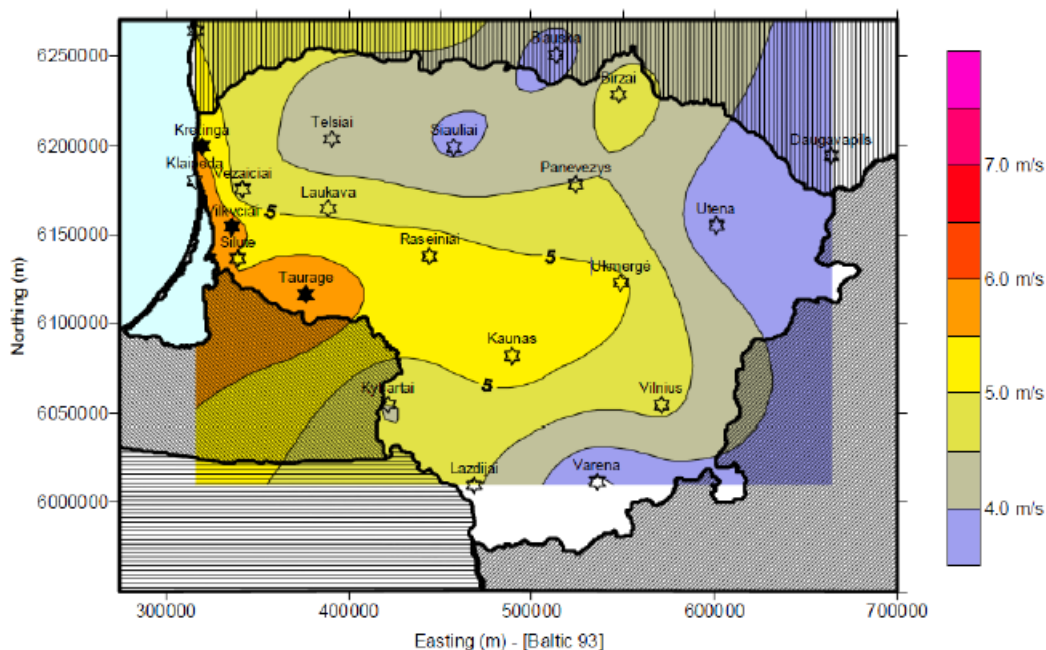 6250000
6200000
6150000
6100000
6050000
6000000
Northing (m)
Bauska
Birzai
Kretinga
Telsiai
Siauliai
Daugavapils
Klaipeda
Vezaiciai
Panevezys
Laukava
5
Vilkyciai
Utena
Silute
Raseiniai
5
Taurage
Ukmergé
Kaunas
5
Kybartai
Vilnius
Lazdijai
Varena
300000 400000 500000 600000 700000
Easting (m) - [Baltic 93]
7.0 m/s
6.0 m/s
5.0 m/s
4.0 m/s